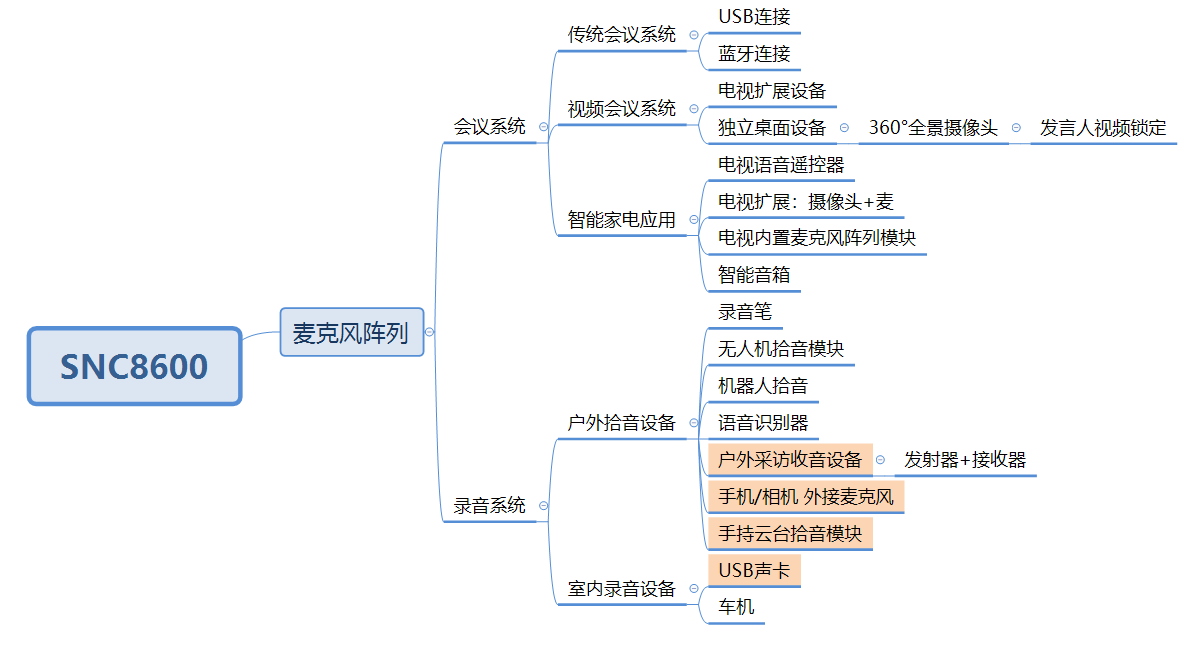 SNC8600
麦克风阵列
会议系统
传统会议系统
USB连接
蓝牙连接
视频会议系统
电视扩展设备
独立桌面设备
360°全景摄像头
发言人视频锁定
智能家电应用
电视语音遥控器
电视扩展：摄像头+麦
电视内置麦克风阵列模块
智能音箱
录音系统
户外拾音设备
录音笔
无人机拾音模块
机器人拾音
语音识别器
户外采访收音设备
发射器+接收器
手机/相机 外接麦克风
手持云台拾音模块
室内录音设备
USB声卡
车机